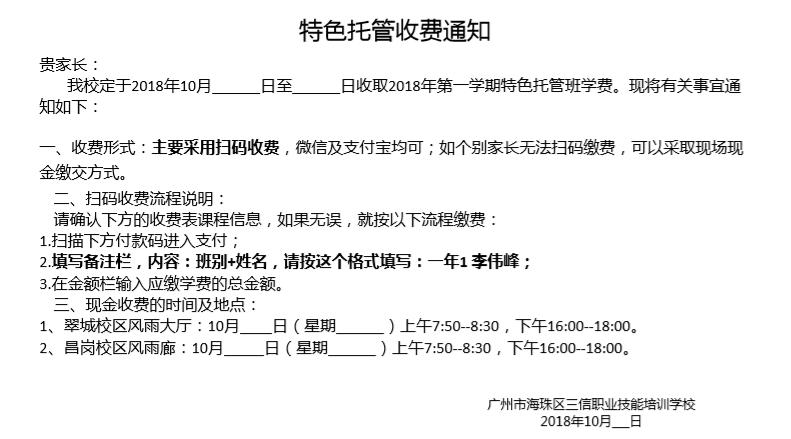 特色托管收费通知
贵家长：
我校定于2018年10月______日至______日收取2018年第一学期特色托管班学费。现将有关事宜通
知如下：
一、收费形式：主要采用扫码收费，微信及支付宝均可；如个别家长无法扫码缴费，可以采取现场现
金缴交方式。
二、扫码收费流程说明：
请确认下方的收费表课程信息，如果无误，就按以下流程缴费：
1.扫描下方付款码进入支付；
2.填写备注栏，内容：班别+姓名，请按这个格式填写：一年1 李伟峰；
3.在金额栏输入应缴学费的总金额。
三、现金收费的时间及地点：
1、翠城校区风雨大厅：10月____日（星期______）上午7:50--8:30，下午16:00--18:00。
2、昌岗校区风雨廊：10月_____日（星期______）上午7:50--8:30，下午16:00--18:00。
广州市海珠区三信职业技能培训学校
2018年10月___日